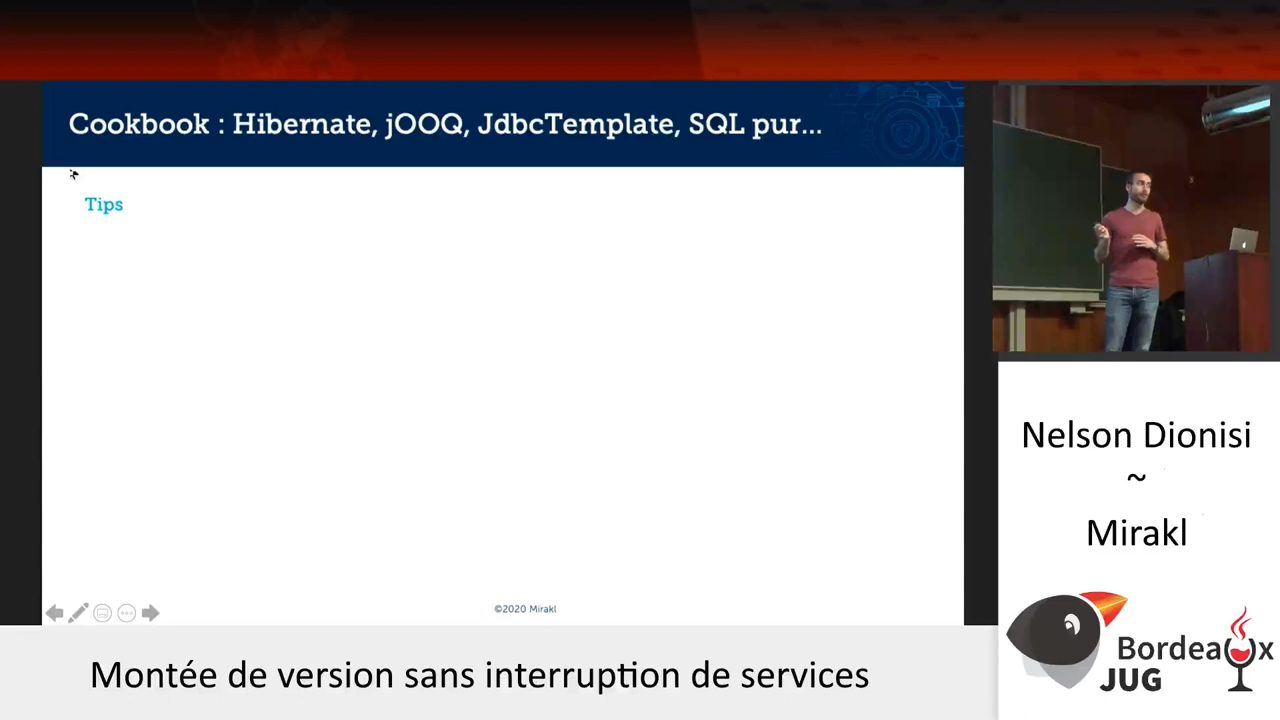 Cookbook : Hibernate, jOOQ, JdbcTemplate, SQL pur...
Tips
©2020 Mirakl
Nelson Dionisi
~
Mirakl
Bordeaux
JUG
Montée de version sans interruption de services